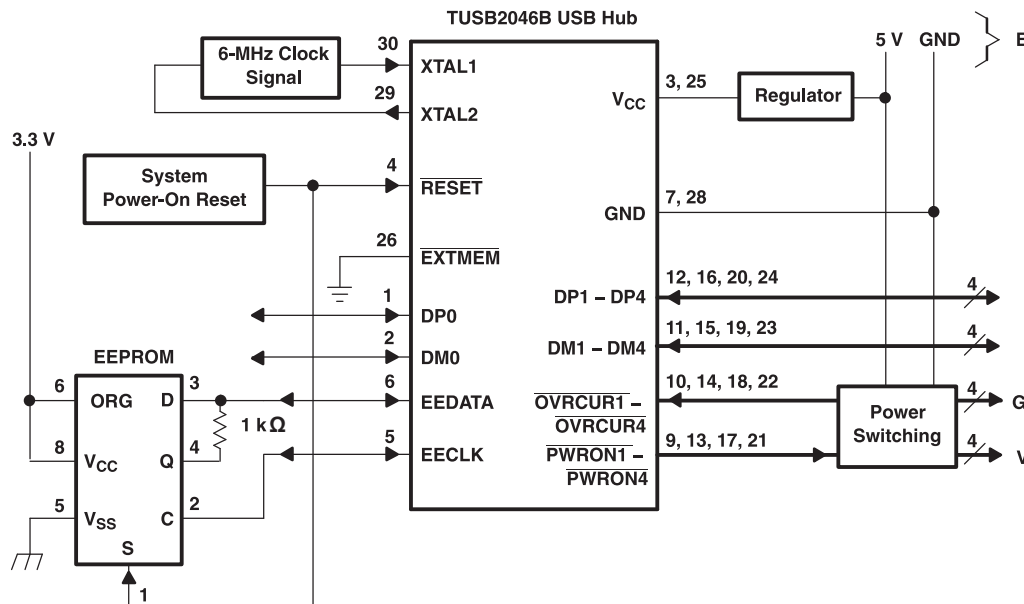 TUSB2046B USB Hub
6-MHz Clock
Signal
30
XTAL1
29
XTAL2
5 V GND
3, 25
VCC
Regulator
3.3 V
System
Power-On Reset
4
RESET
7, 28
GND
26
EXTMEM
12, 16, 20, 24
DP1 – DP4
4
1
DP0
11, 15, 19, 23
DM1 – DM4
4
2
DM0
EEPROM
6
ORG
D
3
1 kΩ
6
EEDATA
10, 14, 18, 22
OVRCUR1 –
OVRCUR4
Power
Switching
4
G
8
VCC
Q
4
5
EECLK
9, 13, 17, 21
PWRON1 –
PWRON4
4
5
VSS
C
2
S
1